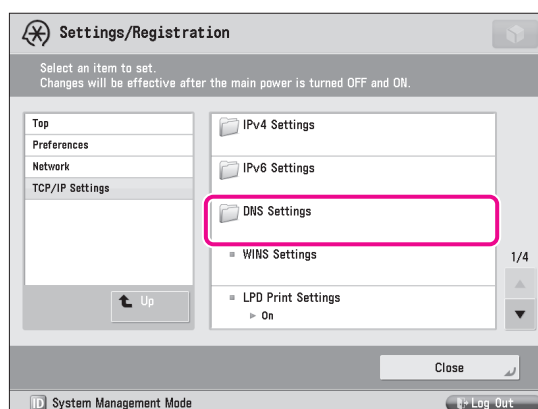 Settings/Registration
Select an item to set.
Changes will be effective after the main power is turned OFF and ON.
Top
Preferences
Network
TCP/IP Settings
Up
IPv4 Settings
IPv6 Settings
DNS Settings
WINS Settings
LPD Print Settings
On
1/4
Close
ID System Management Mode
Log Out